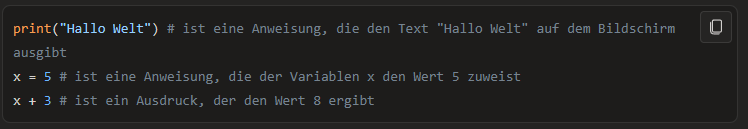 print("Hallo Welt") # ist eine Anweisung, die den Text "Hallo Welt" auf dem Bildschirm
ausgibt
x = 5 # ist eine Anweisung, die der Variablen x den Wert 5 zuweist
x + 3 # ist ein Ausdruck, der den Wert 8 ergibt